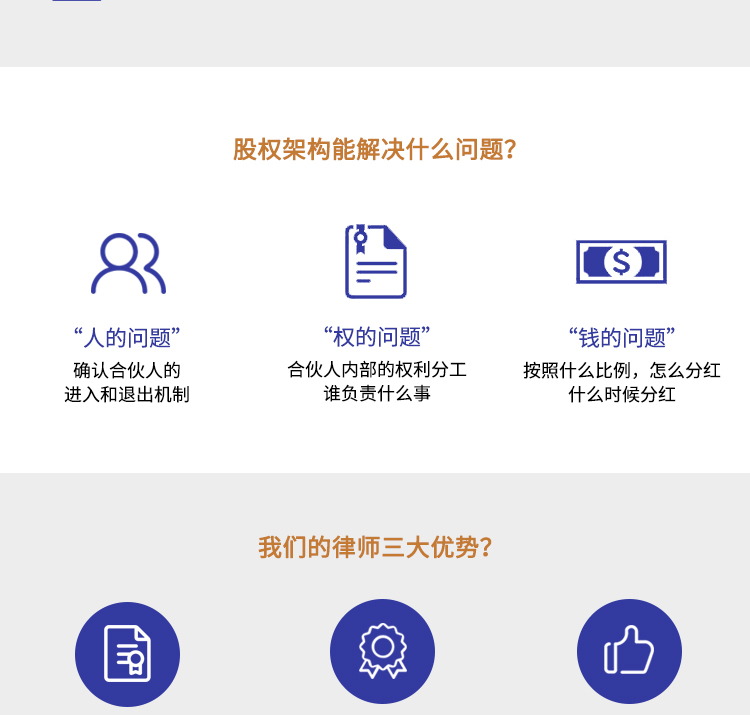 股权架构能解决什么问题？
“人的问题”
确认合伙人的
进入和退出机制
“权的问题”
合伙人内部的权利分工
谁负责什么事
“钱的问题”
按照什么比例，怎么分红
什么时候分红
我们的律师三大优势？